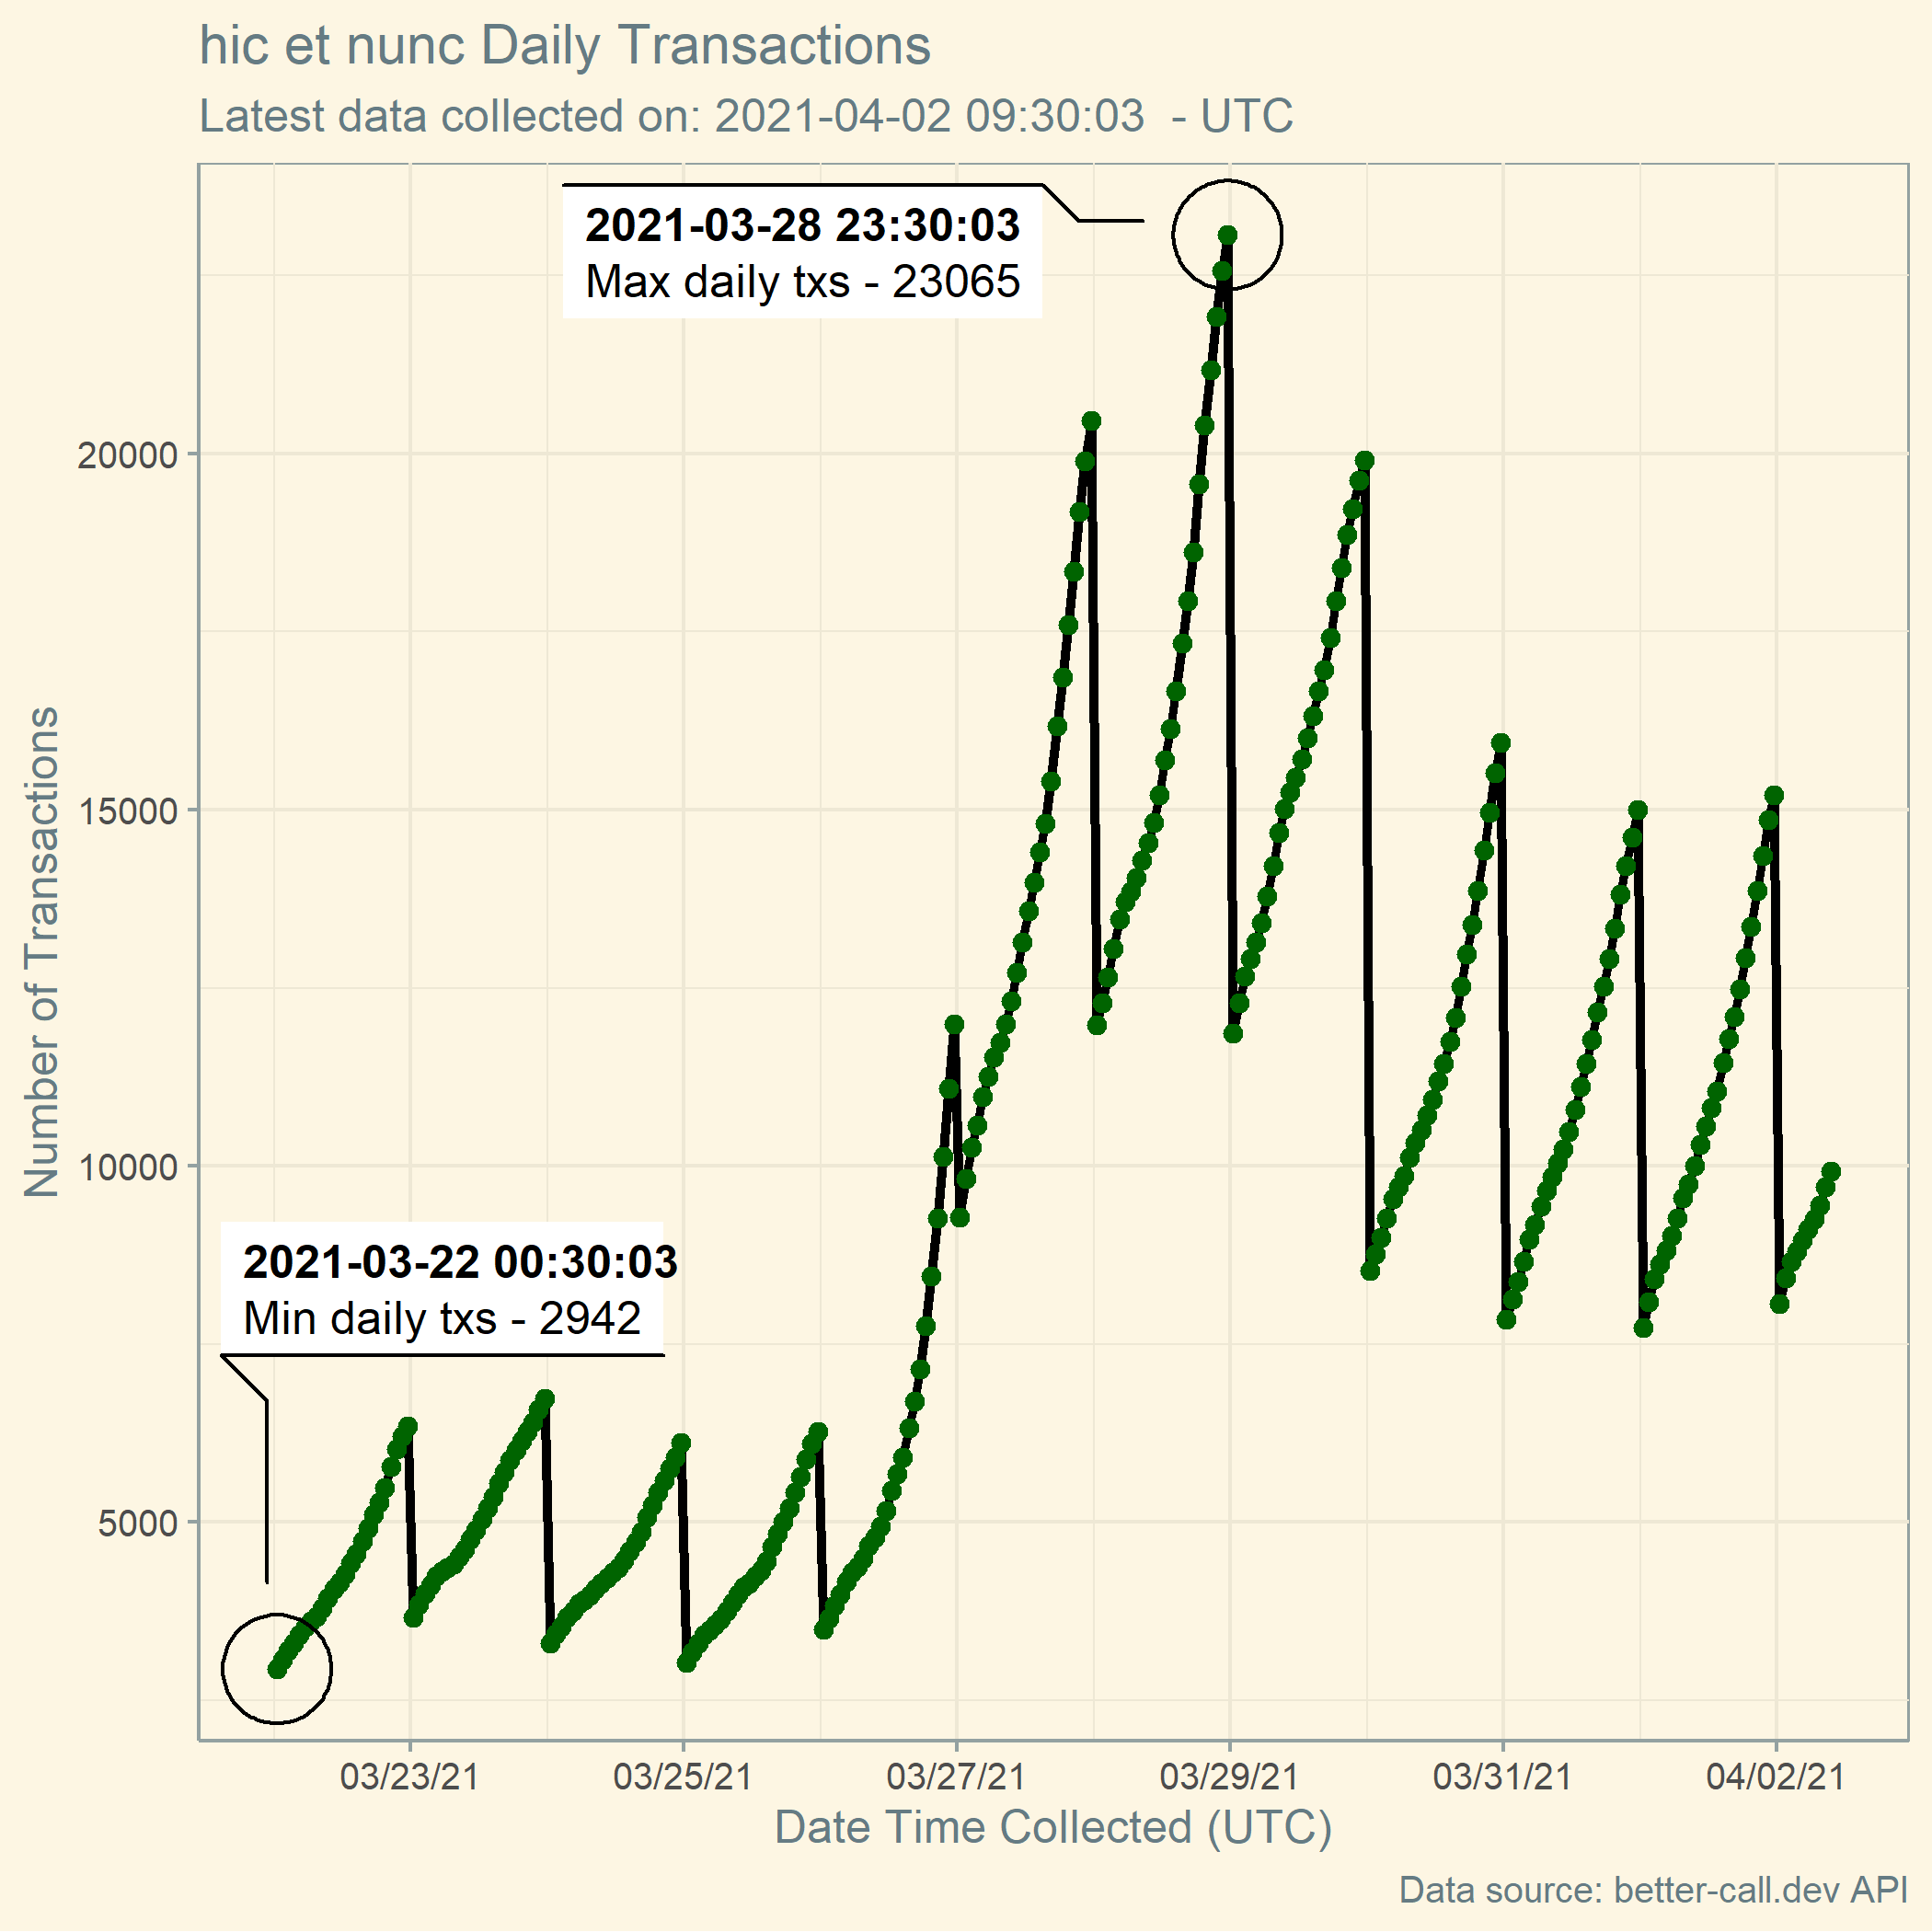 hic et nunc Daily Transactions
Latest data collected on: 2021-04-02 09:30:03  - UTC
2021-03-28 23:30:03
Max daily txs - 23065
20000
15000
10000
5000
Number of Transactions
2021-03-22 00:30:03
Min daily txs - 2942
03/23/21 03/25/21 03/27/21 03/29/21 03/31/21 04/02/21
Date Time Collected (UTC)
Data source: better-call.dev API